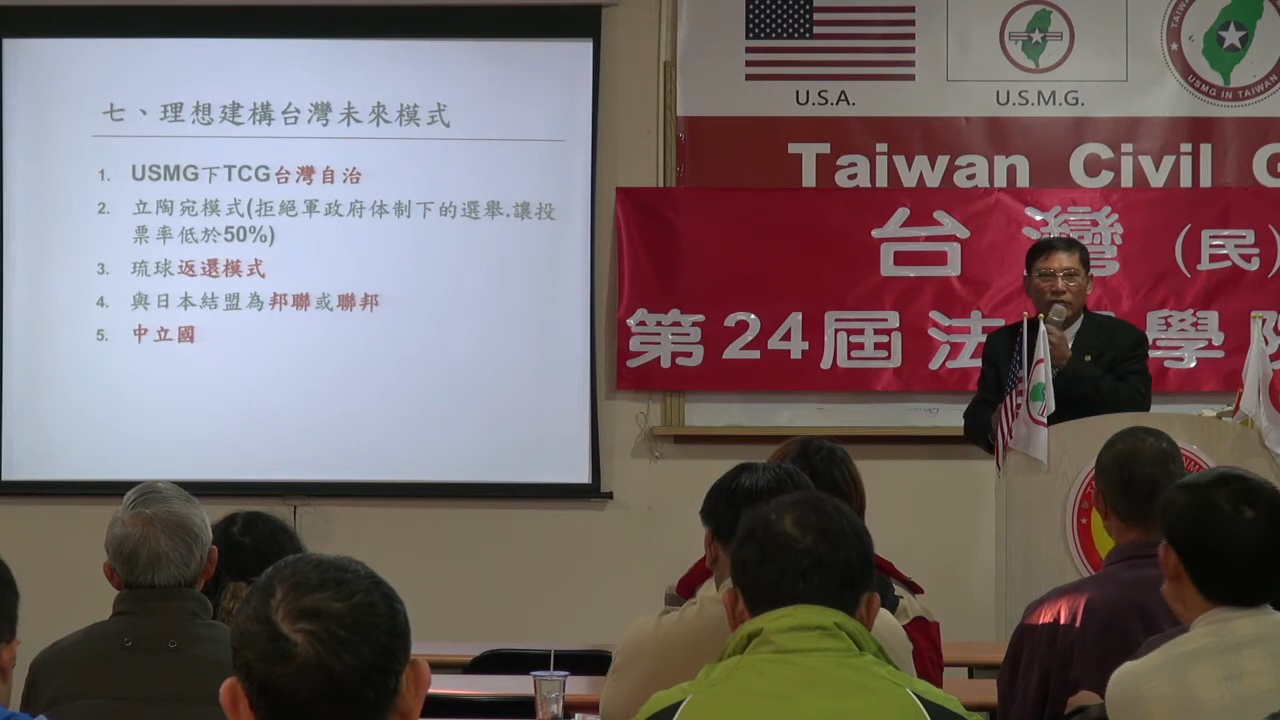 七、理想建構台灣未來模式
1. USMG下TCG台灣自治
2. 立陶宛模式(拒絕軍政府体制下的選舉.讓投
票率低於50%)
3. 琉球返還模式
4. 與日本結盟為邦聯或聯邦
5. 中立國
U.S.A.
U.S.M.G.
USMG IN TAIWAN
Taiwan Civil G
台灣(民)
第24屆法 學